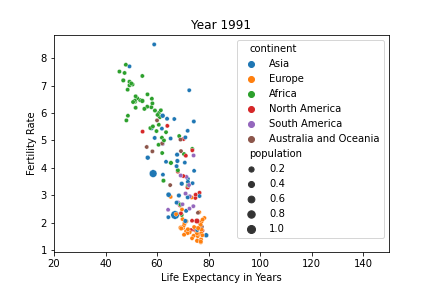 Year 1991
8
7
6
5
4
3
2
1
Fertility Rate
20 40 60 80 100 120 140
Life Expectancy in Years
continent
Asia
Europe
Africa
North America
South America
Australia and Oceania
population
0.2
0.4
0.6
0.8
1.0